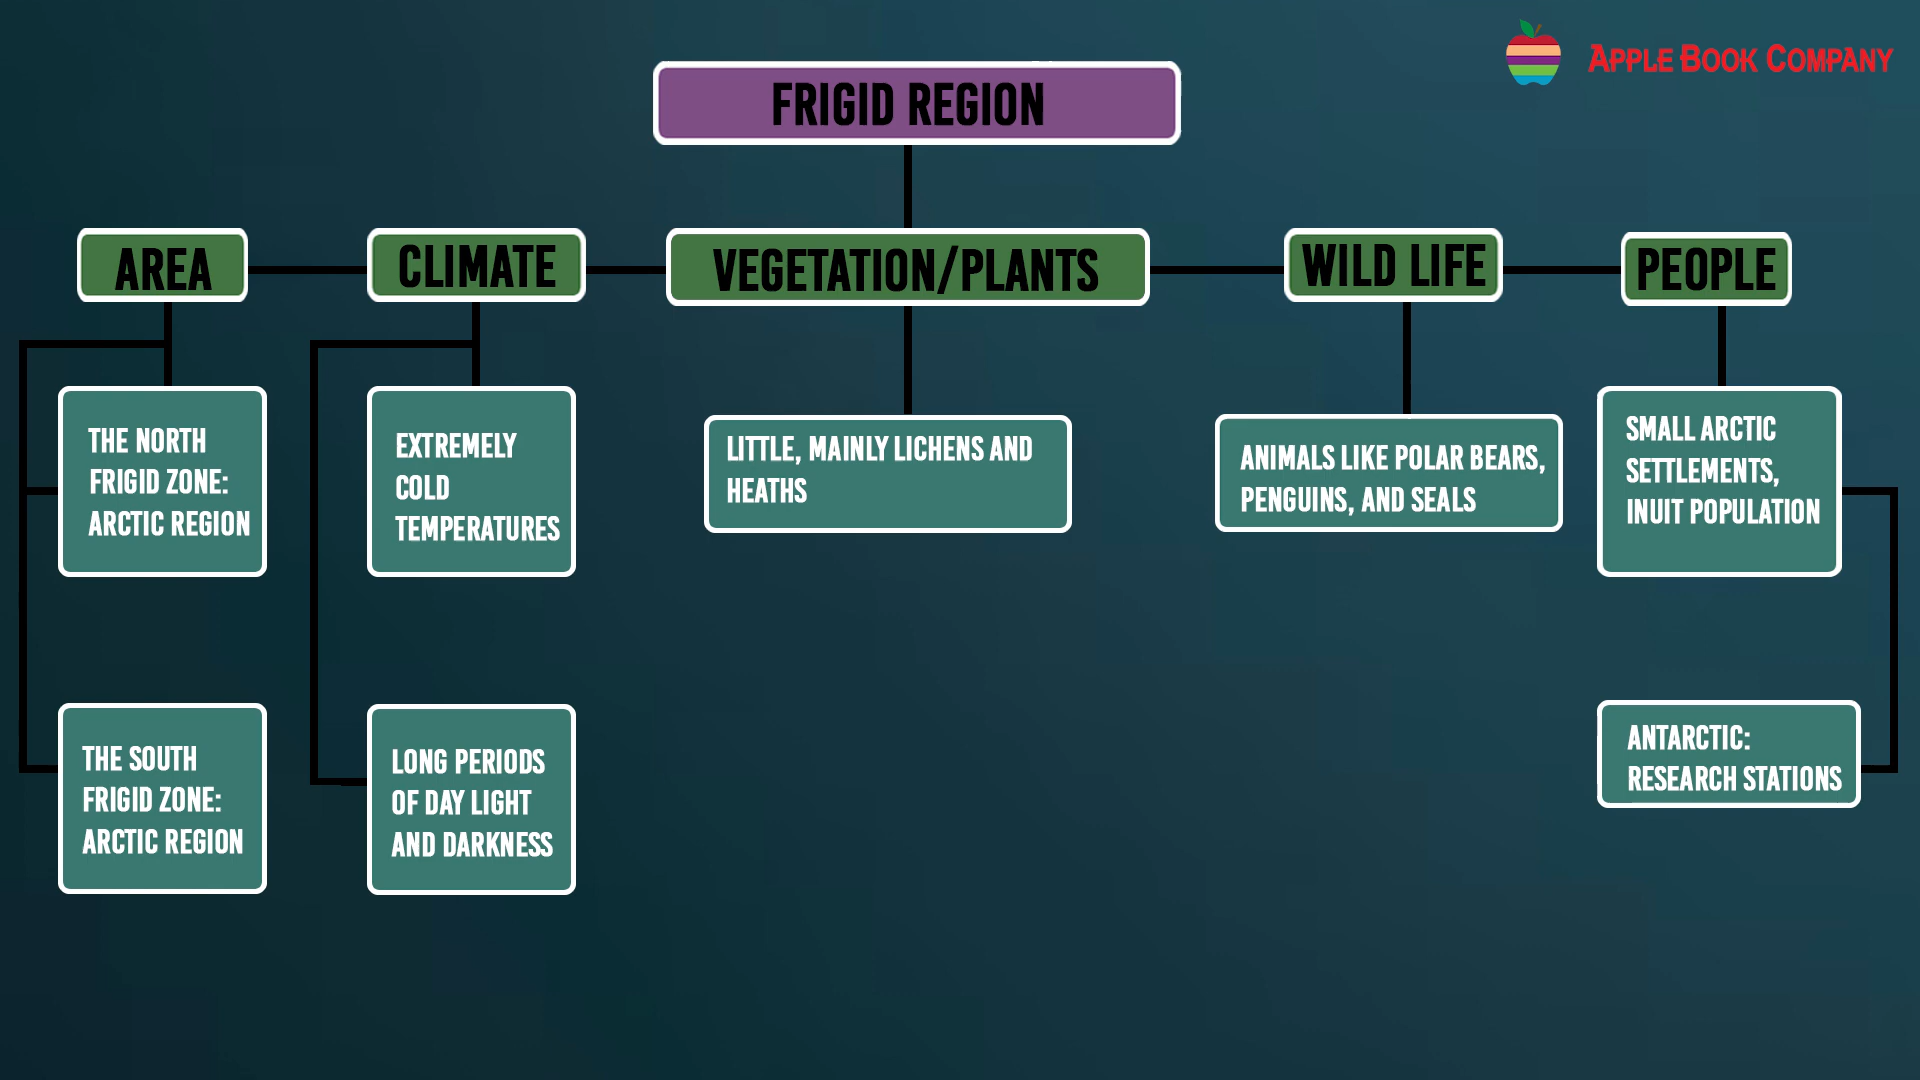 APPLE BOOK COMPANY
FRIGID REGION
AREA
CLIMATE
VEGETATION/PLANTS
WILD LIFE
PEOPLE
THE NORTH
FRIGID ZONE:
ARCTIC REGION
EXTREMELY
COLD
TEMPERATURES
LITTLE, MAINLY LICHENS AND
HEATHS
ANIMALS LIKE POLAR BEARS,
PENGUINS, AND SEALS
SMALL ARCTIC
SETTLEMENTS,
INUIT POPULATION
THE SOUTH
FRIGID ZONE:
ARCTIC REGION
LONG PERIODS
OF DAY LIGHT
AND DARKNESS
ANTARCTIC:
RESEARCH STATIONS